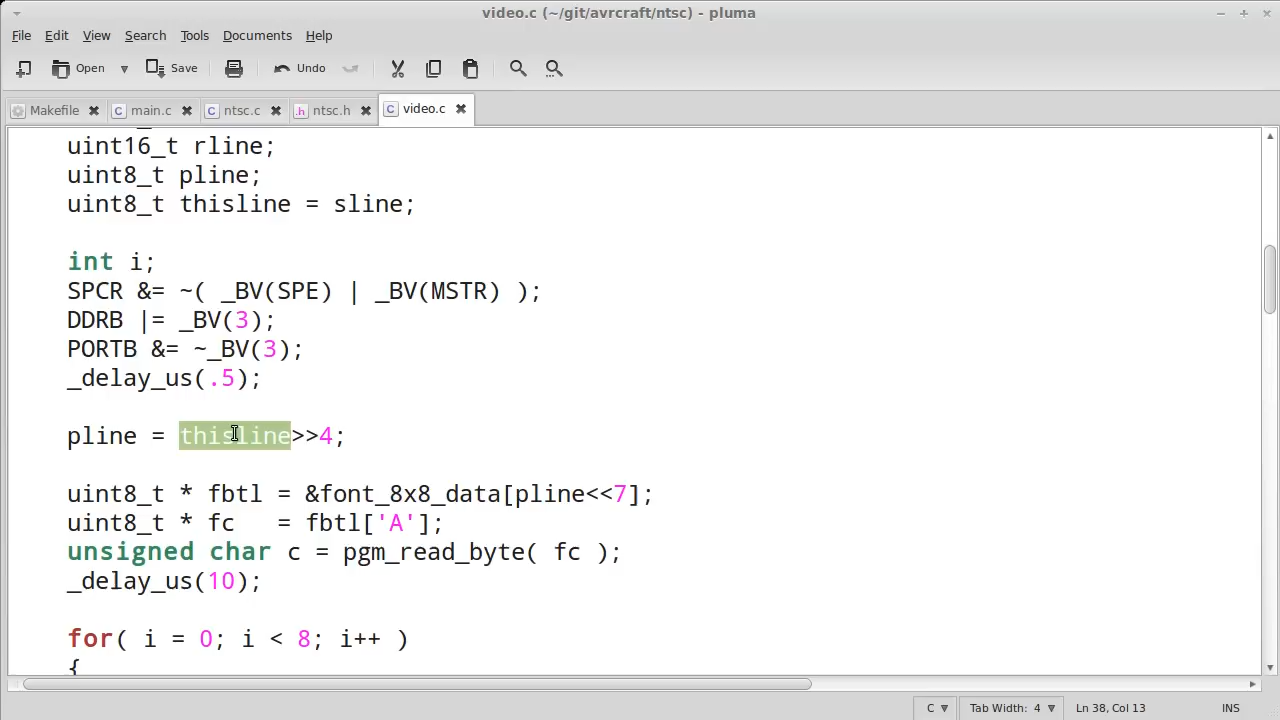 video.c (~/git/avrcraft/ntsc) - pluma
File Edit View Search Tools Documents Help
Open Save Undo
Makefile main.c ntsc.c ntsc.h video.c
uint16_t rline;
uint8_t pline;
uint8_t thisline = sline;
int i;
SPCR &= ~( _BV(SPE) | _BV(MSTR) );
DDRB |= _BV(3);
PORTB &= ~_BV(3);
_delay_us(.5);
pline = thisline>>4;
uint8_t * fbtl = &font_8x8_data[pline<<7];
uint8_t * fc   = fbtl['A'];
unsigned char c = pgm_read_byte( fc );
_delay_us(10);
for( i = 0; i < 8; i++ )
{
C Tab Width: 4 Ln 38, Col 13 INS